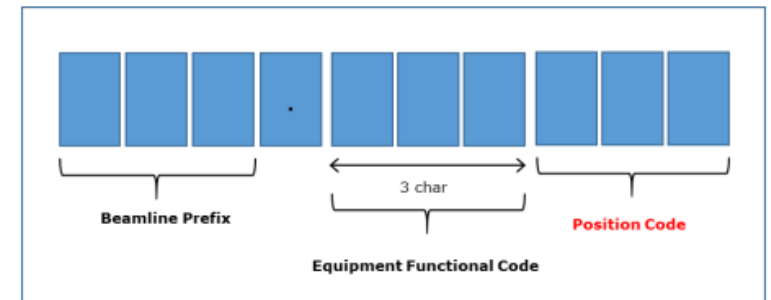 .
3 char
Beamline Prefix
Position Code
Equipment Functional Code